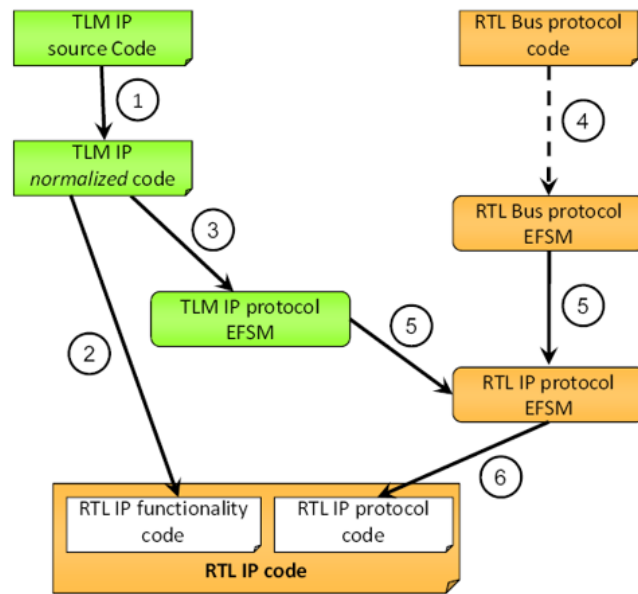 TLM IP
source Code
RTL Bus protocol
code
1
4
TLM IP
normalized code
RTL Bus protocol
EFSM
3
TLM IP protocol
EFSM
5
5
2
RTL IP protocol
EFSM
6
RTL IP functionality
code
RTL IP protocol
code
RTL IP code